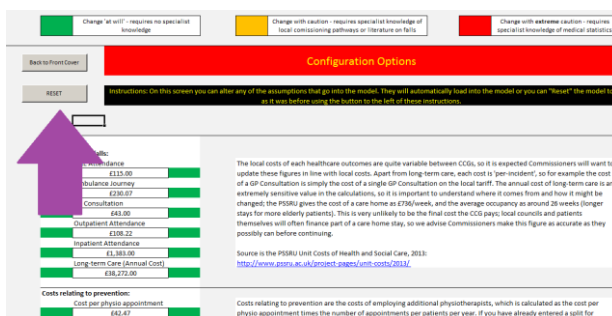 Change 'at will' - requires no specialist
knowledge
Change with caution - requires specialist knowledge of
local comissioning pathways or literature on falls
Change with extreme caution - requires
specialist knowledge of medical statistics
Back to Front Cover
Configuration Options
RESET
Instructions: On this screen you can alter any of the assumptions that go into the model. They will automatically load into the model or you can "Reset" the model to
as it was before using the button to the left of these instructions.
falls:
Attendance
£115.00
mbulance Journey
£230.07
Consultation
£43.00
Outpatient Attendance
£108.22
Inpatient Attendance
£1,383.00
Long-term Care (Annual Cost)
£38,272.00
The local costs of each healthcare outcomes are quite variable between CCGs, so it is expected Commissioners will want to
update these figures in line with local costs. Apart from long-term care, each cost is 'per-incident', so for example the cost
of a GP Consultation is simply the cost of a single GP Consultation on the local tariff. The annual cost of long-term care is an
extremely sensitive value in the calculations, so it is important to understand where it comes from and how it might be
changed; the PSSRU gives the cost of a care home as £736/week, and the average occupancy as around 26 weeks (longer
stays for more elderly patients). This is very unlikely to be the final cost the CCG pays; local councils and patients
themselves will often finance part of a care home stay, so we advise Commissioners make this figure as accurate as they
possibly can before continuing.
Source is the PSSRU Unit Costs of Health and Social Care, 2013:
http://www.pssru.ac.uk/project-pages/unit-costs/2013/
Costs relating to prevention:
Cost per physio appointment
£42.47
Costs relating to prevention are the costs of employing additional physiotherapists, which is calculated as the cost per
physio appointment times the number of appointments per patients per year. If you have already entered a split for